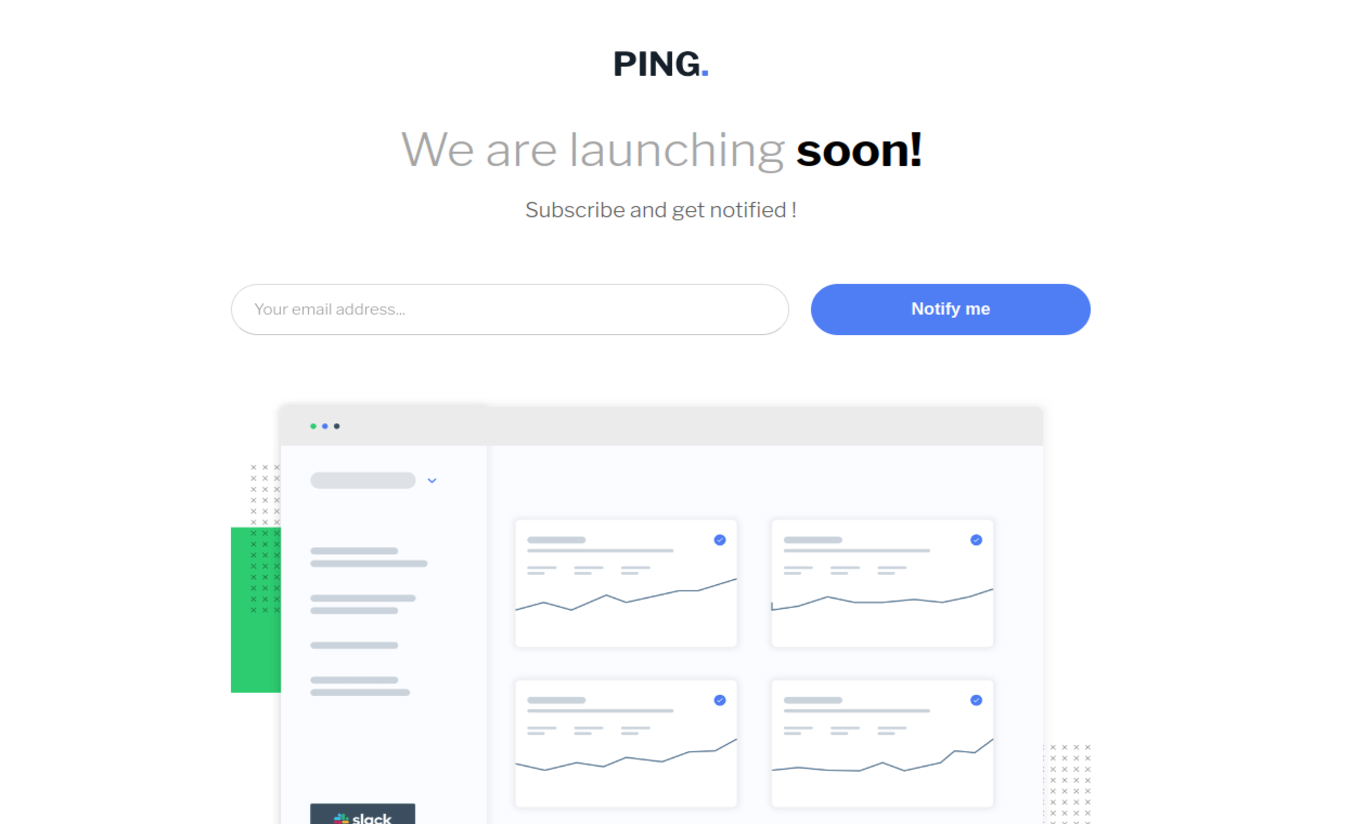 PING.
We are launching soon!
Subscribe and get notified !
Your email address...
Notify me
slack